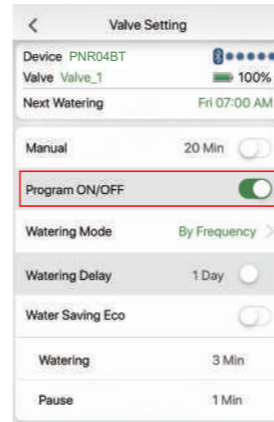 Valve Setting
Device PNR04BT
Valve Valve_1 100%
Next Watering Fri 07:00 AM
Manual 20 Min
Program ON/OFF
Watering Mode By Frequency
Watering Delay 1 Day
Water Saving Eco
Watering 3 Min
Pause 1 Min